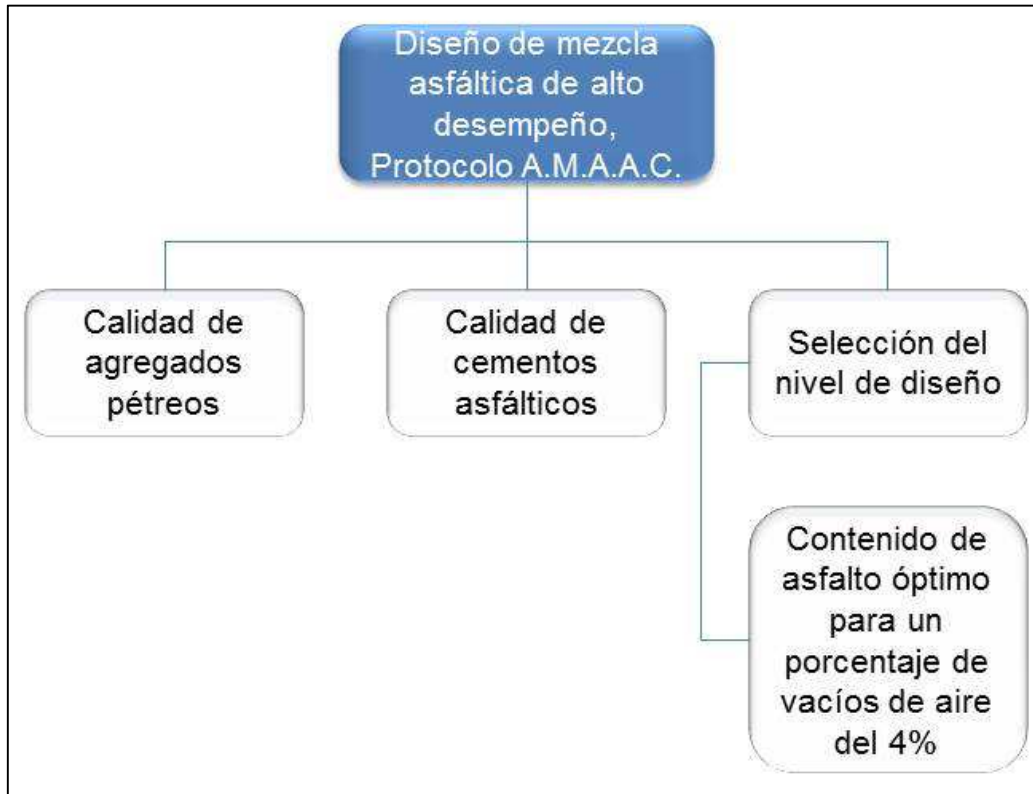 Diseño de mezcla
asfáltica de alto
desempeño,
Protocolo A.M.A.A.C.
Calidad de
agregados
pétreos
Calidad de
cementos
asfálticos
Selección del
nivel de diseño
Contenido de
asfalto óptimo
para un
porcentaje de
vacíos de aire
del 4%